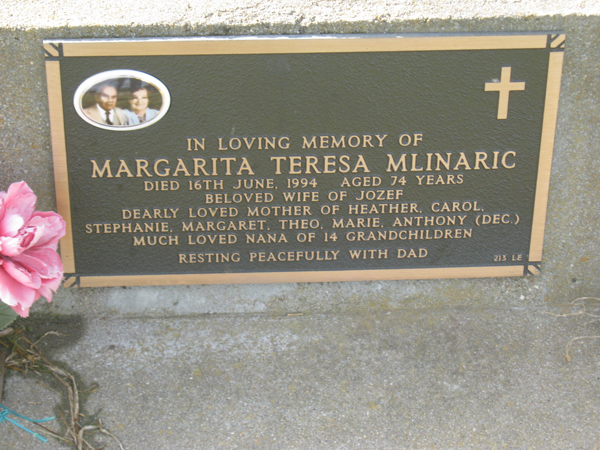 IN LOVING MEMORY OF
MARGARITA TERESA MLINARIC
DIED 16TH JUNE, 1994 AGED 74 YEARS
BELOVED WIFE OF JOZEF
DEARLY LOVED MOTHER OF HEATHER, CAROL,
STEPHANIE, MARGARET, THEO, MARIE, ANTHONY (DEC.)
MUCH LOVED NANA OF 14 GRANDCHILDREN
RESTING PEACEFULLY WITH DAD
213 LE